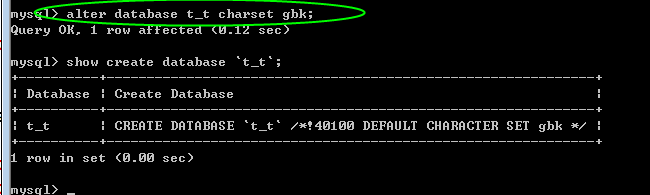 mysql> alter database t_t charset gbk;
Query OK, 1 row affected (0.12 sec)
mysql> show create database `t_t`;
+----------+--------------------------------------------------------------+
| Database | Create Database                                              |
+----------+--------------------------------------------------------------+
| t_t      | CREATE DATABASE `t_t` /*!40100 DEFAULT CHARACTER SET gbk */ |
+----------+--------------------------------------------------------------+
1 row in set (0.00 sec)
mysql> _